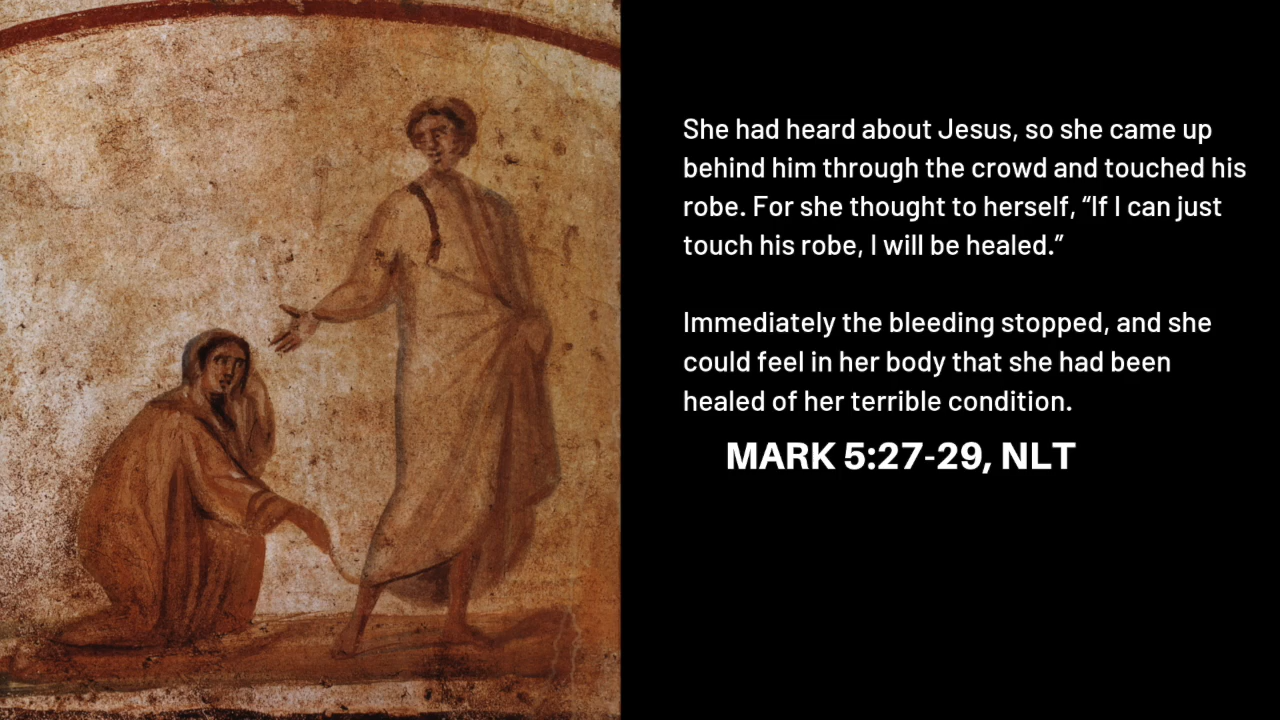 She had heard about Jesus, so she came up
behind him through the crowd and touched his
robe. For she thought to herself, “If I can just
touch his robe, I will be healed.”
Immediately the bleeding stopped, and she
could feel in her body that she had been
healed of her terrible condition.
MARK 5:27-29, NLT